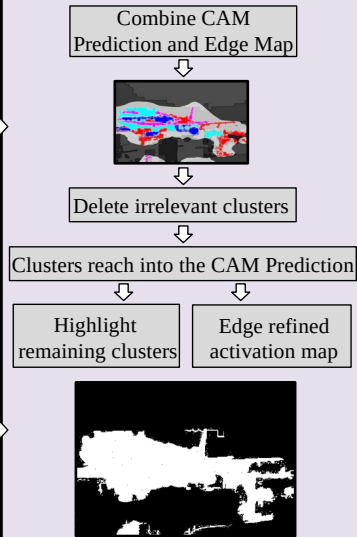 Combine CAM
Prediction and Edge Map
Delete irrelevant clusters
Clusters reach into the CAM Prediction
Highlight
remaining clusters
Edge refined
activation map